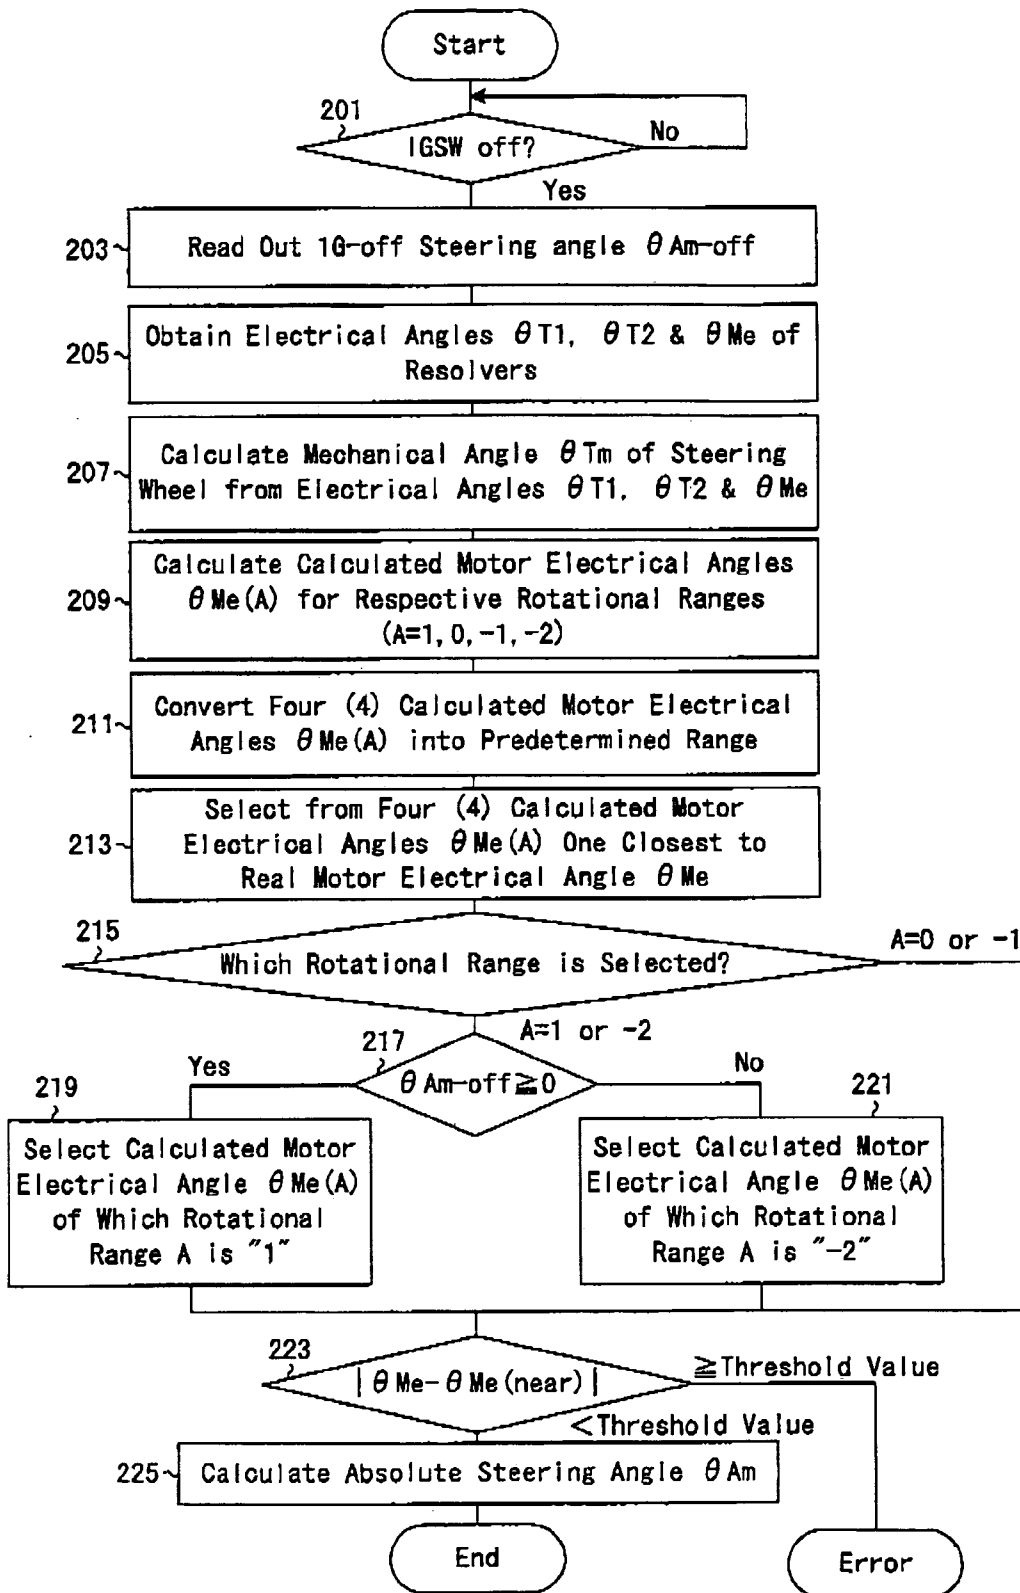 Start
201
IGSW off?
No
Yes
203
Read Out 1G-off Steering angle θAm-off
205
Obtain Electrical Angles θT1, θT2 & θMe of
Resolvers
207
Calculate Mechanical Angle θTm of Steering
Wheel from Electrical Angles θT1, θT2 & θMe
209
Calculate Calculated Motor Electrical Angles
θMe(A) for Respective Rotational Ranges
(A=1, 0, -1, -2)
211
Convert Four (4) Calculated Motor Electrical
Angles θMe(A) into Predetermined Range
213
Select from Four (4) Calculated Motor
Electrical Angles θMe(A) One Closest to
Real Motor Electrical Angle θMe
215
Which Rotational Range is Selected?
A=0 or -1
A=1 or -2
217
θAm-off≧0
Yes
No
219
Select Calculated Motor
Electrical Angle θMe(A)
of Which Rotational
Range A is "1"
221
Select Calculated Motor
Electrical Angle θMe(A)
of Which Rotational
Range A is "-2"
223
|θMe-θMe(near)|
≧Threshold Value
<Threshold Value
225
Calculate Absolute Steering Angle θAm
End
Error